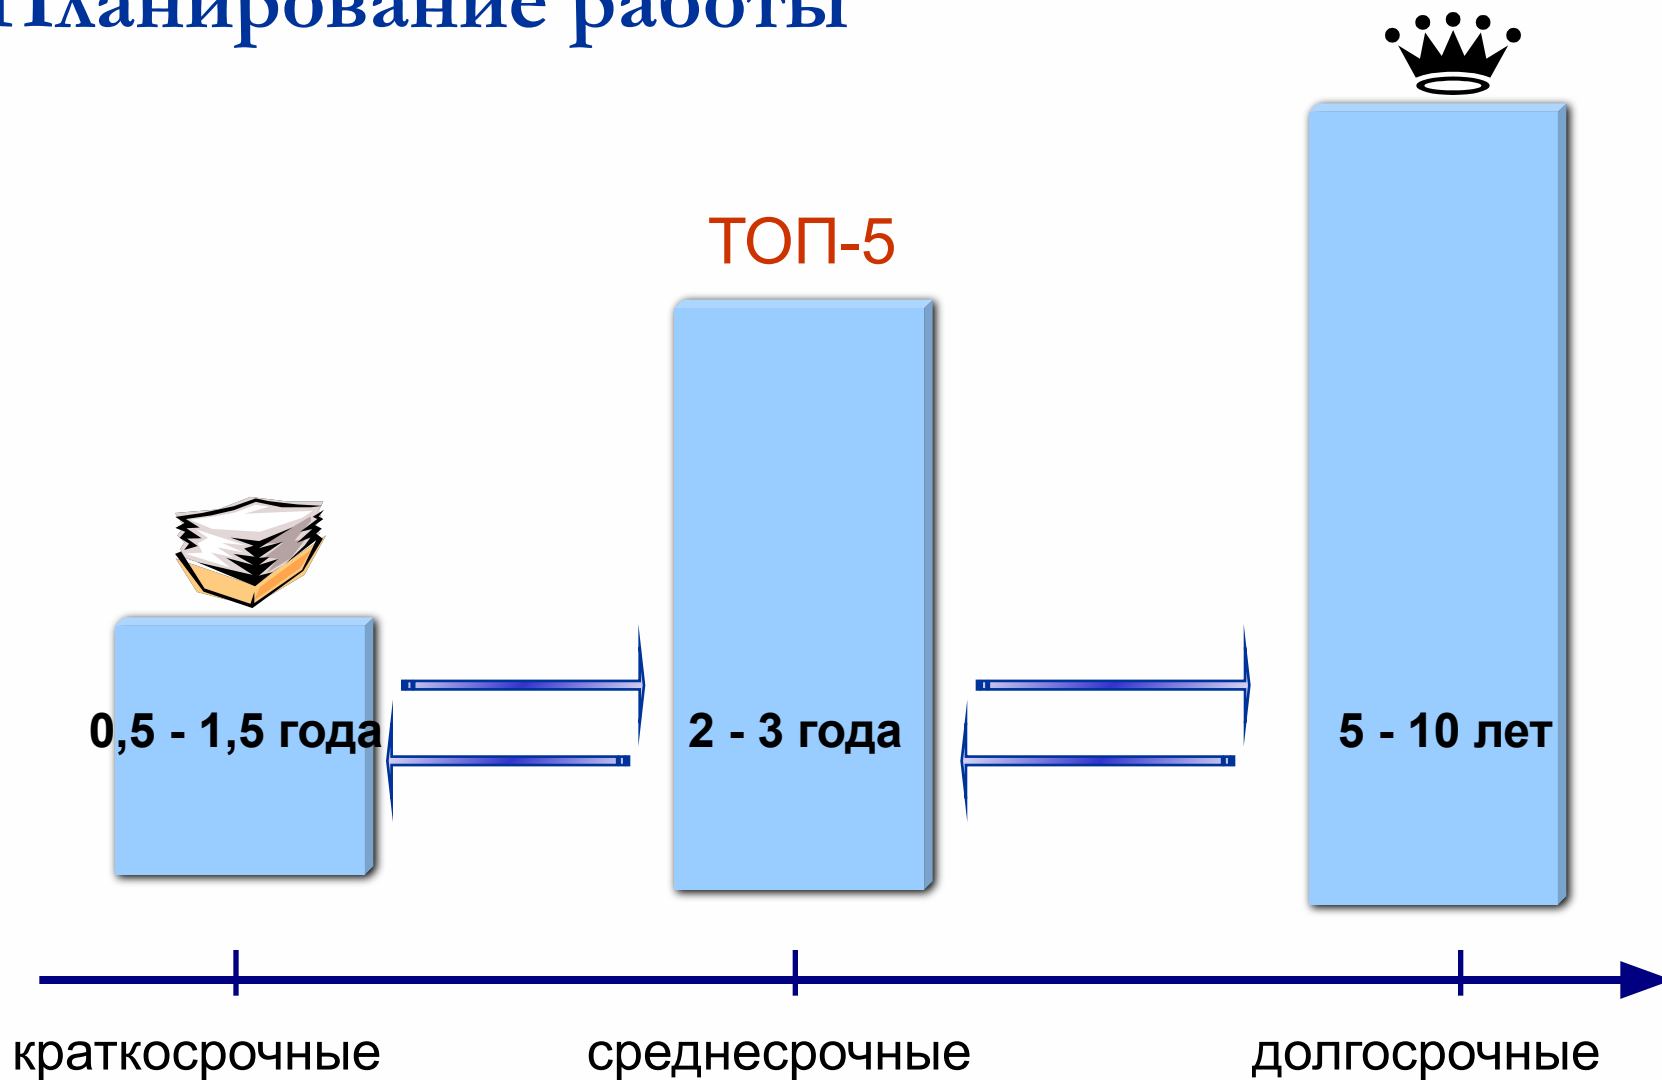 Планирование работы
ТОП-5
0,5 - 1,5 года
2 - 3 года
5 - 10 лет
краткосрочные
среднесрочные
долгосрочные